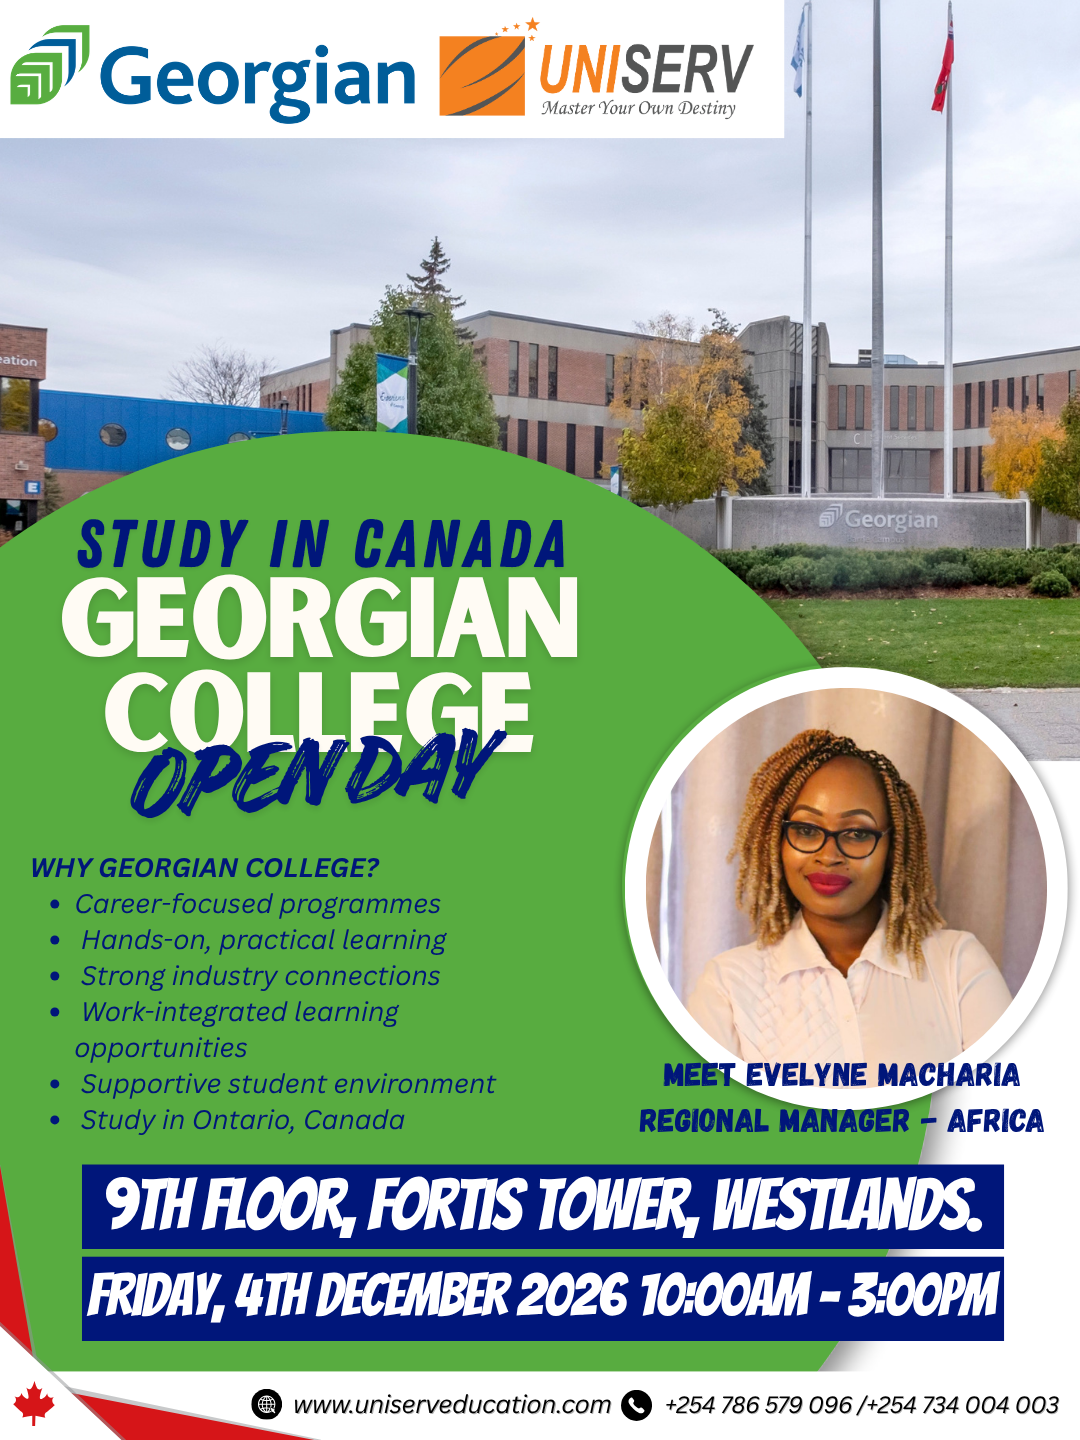 Georgian
UNISERV
Master Your Own Destiny
eation
E
Georgian
STUDY IN CANADA
GEORGIAN
COLLEGE
OPEN DAY
WHY GEORGIAN COLLEGE?
• Career-focused programmes
• Hands-on, practical learning
• Strong industry connections
• Work-integrated learning
opportunities
• Supportive student environment
• Study in Ontario, Canada
MEET EVELYNE MACHARIA
REGIONAL MANAGER – AFRICA
9TH FLOOR, FORTIS TOWER, WESTLANDS.
FRIDAY, 4TH DECEMBER 2026 10:00AM - 3:00PM
www.uniserveducation.com +254 786 579 096 /+254 734 004 003